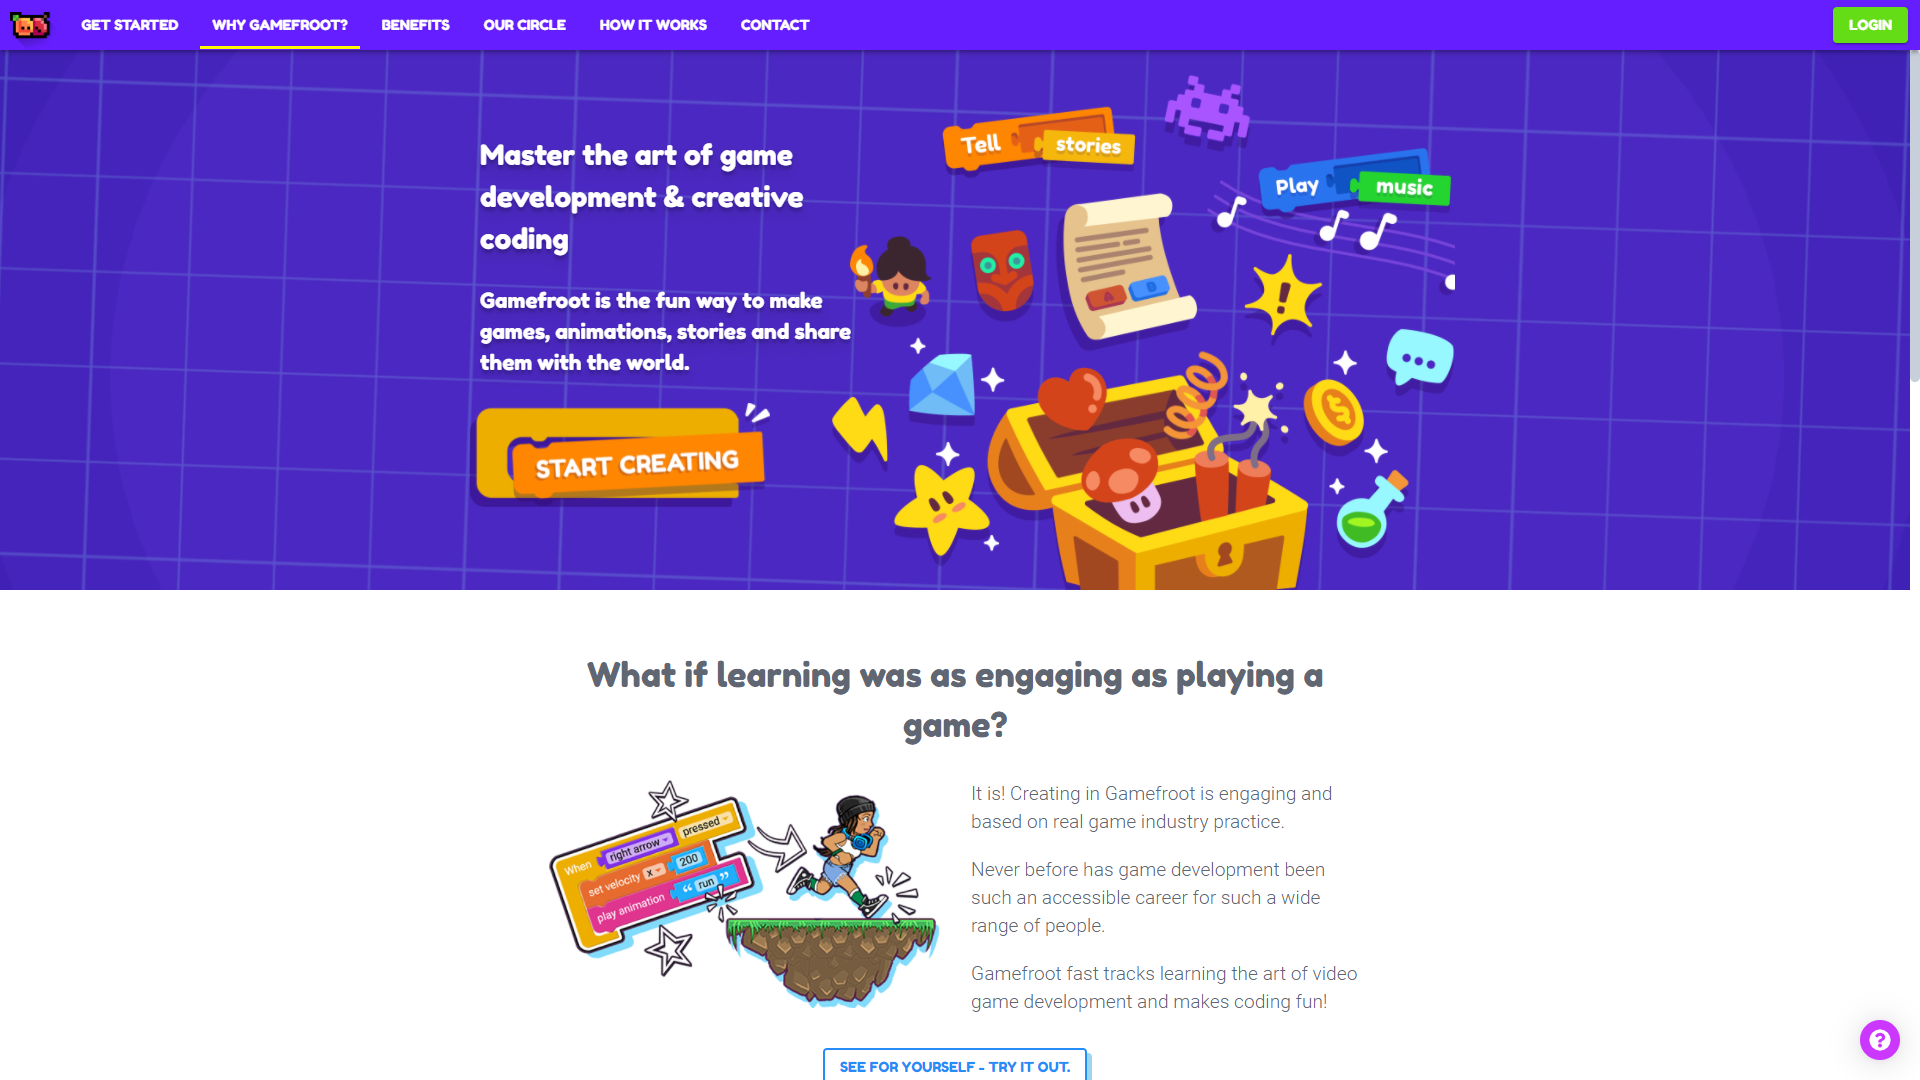 GET STARTED
WHY GAMEFROOT?
BENEFITS
OUR CIRCLE
HOW IT WORKS
CONTACT
LOGIN
Master the art of game
development & creative
coding
Gamefroot is the fun way to make
games, animations, stories and share
them with the world.
START CREATING
Tell stories
Play music
A B
What if learning was as engaging as playing a
game?
When right arrow pressed
set velocity x 200
play animation “ run ”
It is! Creating in Gamefroot is engaging and
based on real game industry practice.
Never before has game development been
such an accessible career for such a wide
range of people.
Gamefroot fast tracks learning the art of video
game development and makes coding fun!
SEE FOR YOURSELF - TRY IT OUT.